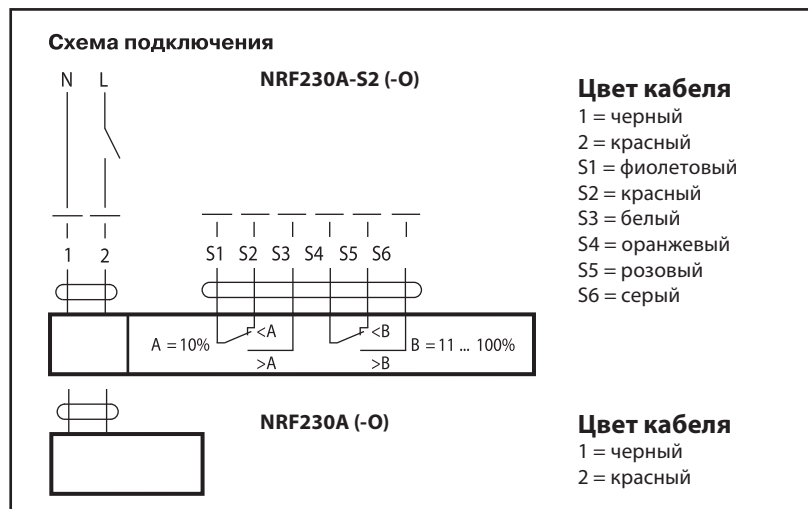 Схема подключения
N L
NRF230A-S2 (-O)
1 2
S1 S2 S3 S4 S5 S6
A = 10%
<A
>A
<B
>B
B = 11 ... 100%
Цвет кабеля
1 = черный
2 = красный
S1 = фиолетовый
S2 = красный
S3 = белый
S4 = оранжевый
S5 = розовый
S6 = серый
NRF230A (-O)
Цвет кабеля
1 = черный
2 = красный